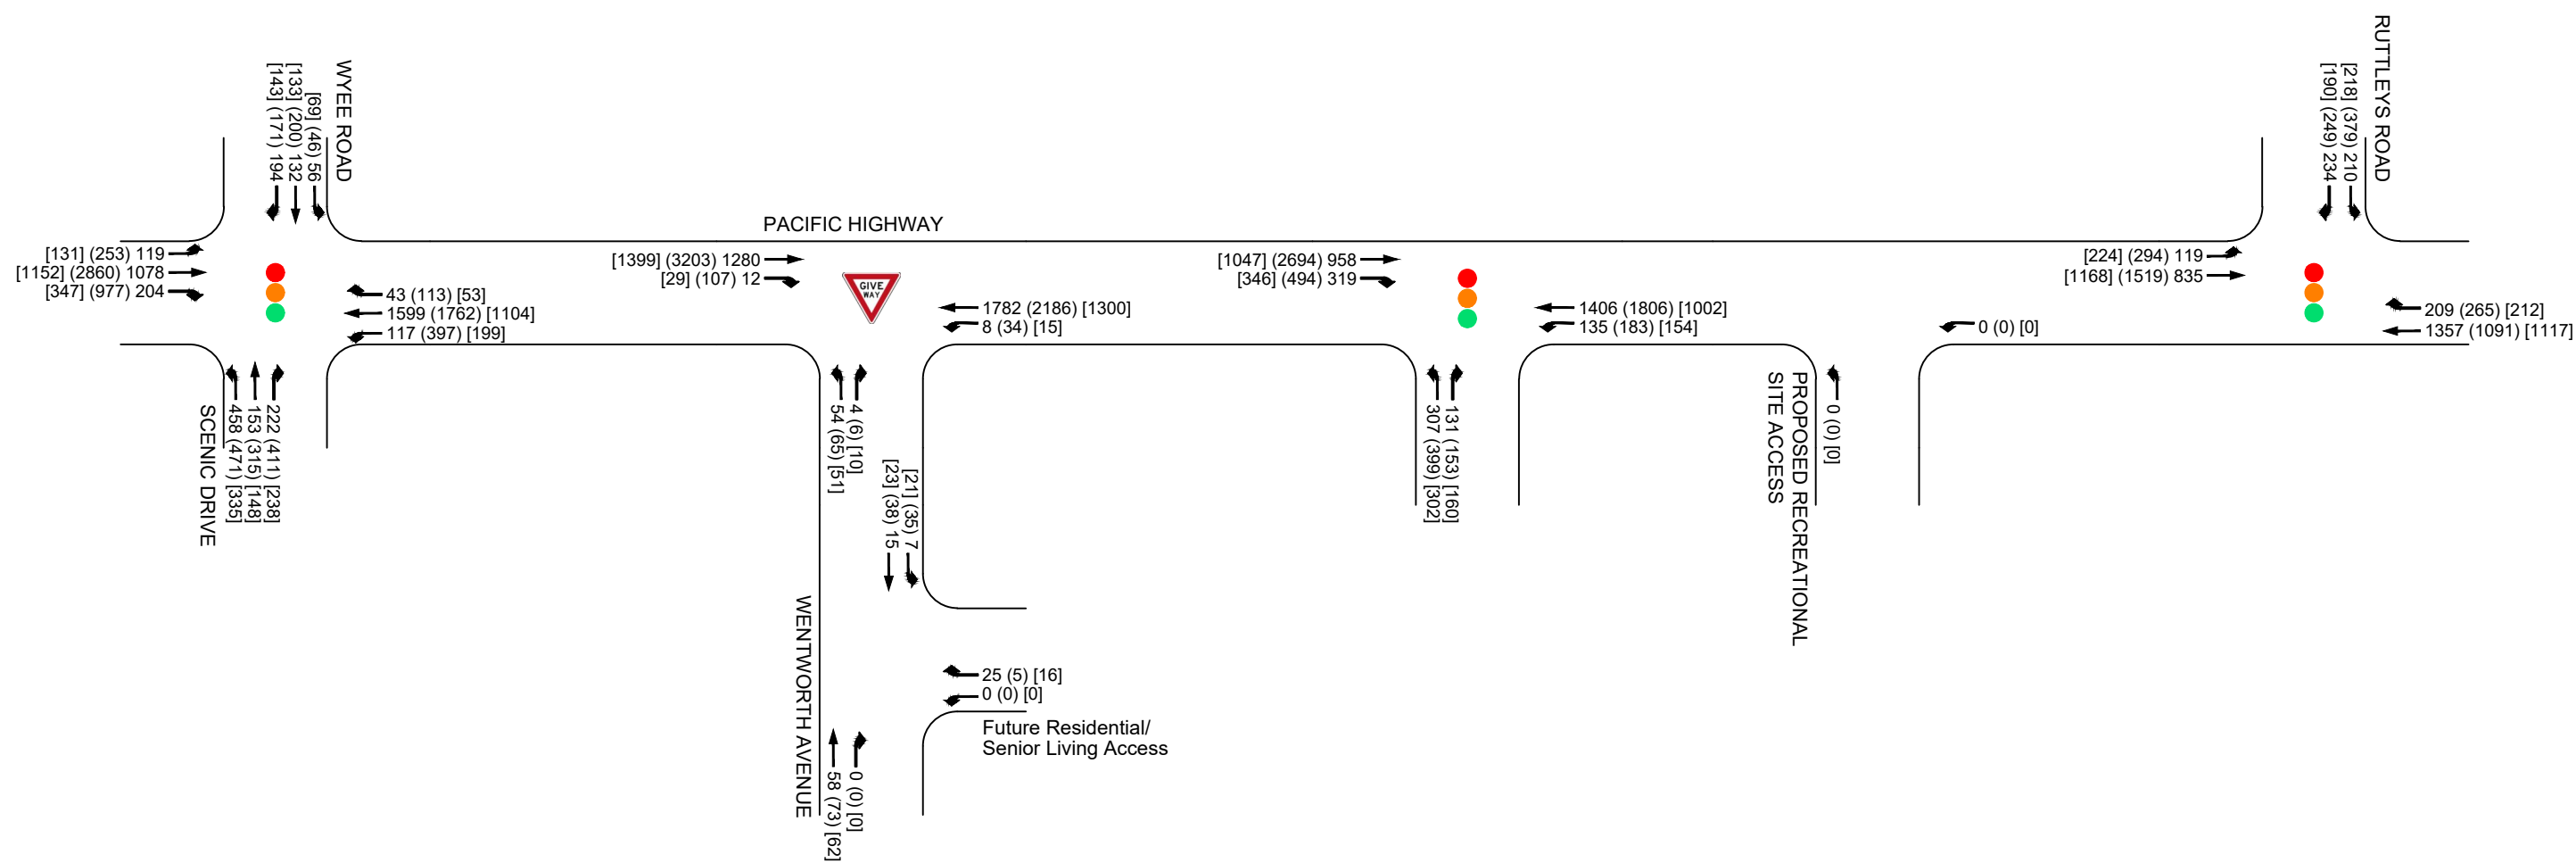 WYEE ROAD
[69] (46) 56
[133] (200) 132
[143] (171) 194
[131] (253) 119
[1152] (2860) 1078
[347] (977) 204
43 (113) [53]
1599 (1762) [1104]
117 (397) [199]
222 (411) [238]
153 (315) [148]
458 (471) [335]
SCENIC DRIVE
PACIFIC HIGHWAY
[1399] (3203) 1280
[29] (107) 12
GIVE
WAY
1782 (2186) [1300]
8 (34) [15]
4 (6) [10]
54 (65) [51]
[21] (35) 7
[23] (38) 15
WENTWORTH AVENUE
25 (5) [16]
0 (0) [0]
Future Residential/
Senior Living Access
0 (0) [0]
58 (73) [62]
[1047] (2694) 958
[346] (494) 319
1406 (1806) [1002]
135 (183) [154]
131 (153) [160]
307 (399) [302]
0 (0) [0]
0 (0) [0]
PROPOSED RECREATIONAL
SITE ACCESS
RUTTLEYS ROAD
[218] (379) 210
[190] (249) 234
[224] (294) 119
[1168] (1519) 835
209 (265) [212]
1357 (1091) [1117]